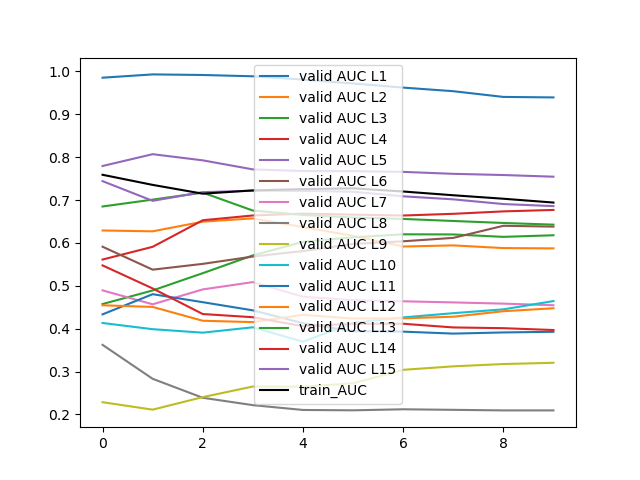 1.0
0.9
0.8
0.7
0.6
0.5
0.4
0.3
0.2
valid AUC L1
valid AUC L2
valid AUC L3
valid AUC L4
valid AUC L5
valid AUC L6
valid AUC L7
valid AUC L8
valid AUC L9
valid AUC L10
valid AUC L11
valid AUC L12
valid AUC L13
valid AUC L14
valid AUC L15
train_AUC
0 2 4 6 8